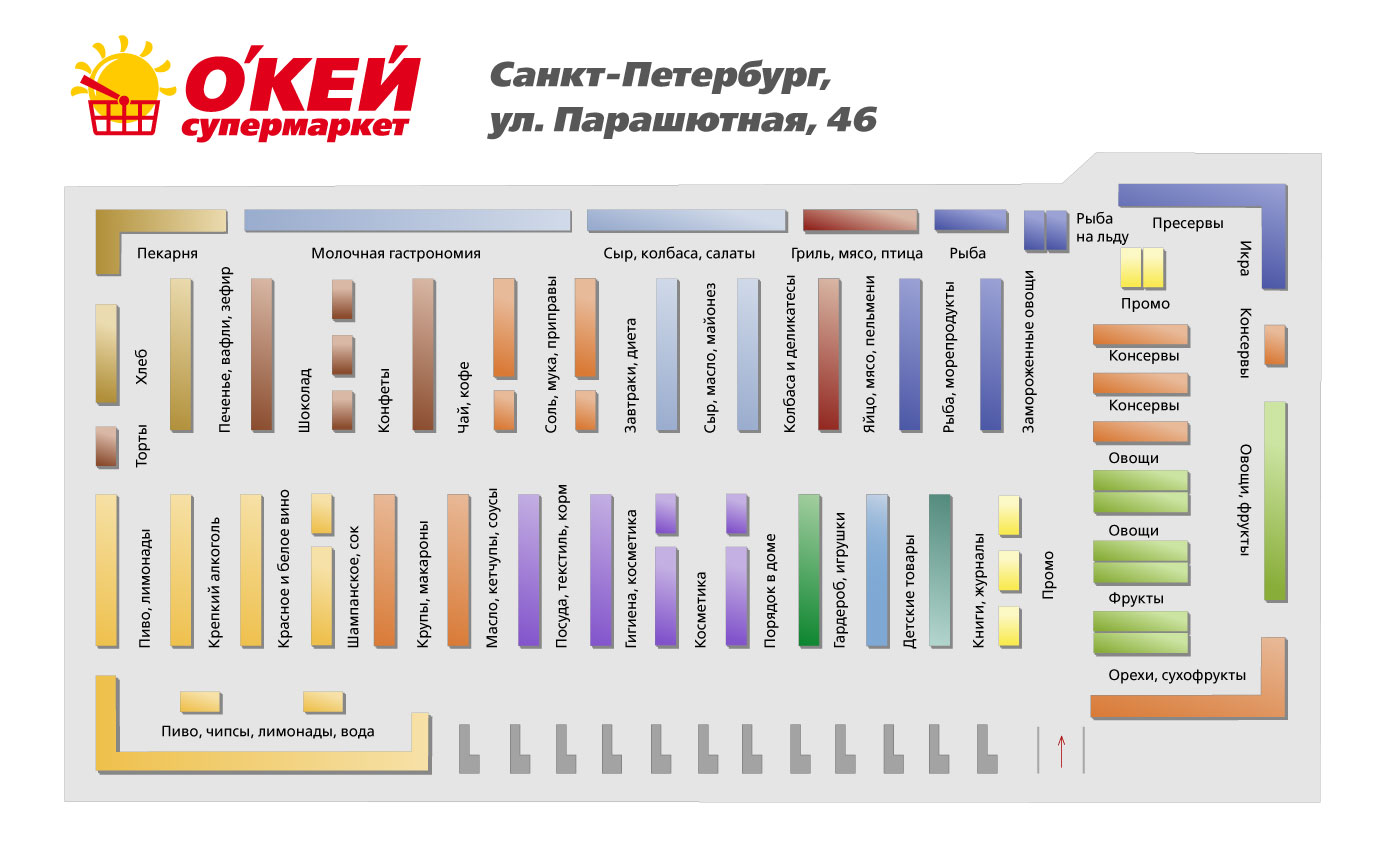 О'КЕЙ
супермаркет
Санкт-Петербург,
ул. Парашютная, 46
Пекарня
Молочная гастрономия
Сыр, колбаса, салаты
Гриль, мясо, птица
Рыба
Рыба
на льду
Пресервы
Икра
Промо
Хлеб
Торты
Печенье, вафли, зефир
Шоколад
Конфеты
Чай, кофе
Соль, мука, приправы
Завтраки, диета
Сыр, масло, майонез
Колбаса и деликатесы
Яйцо, мясо, пельмени
Рыба, морепродукты
Замороженные овощи
Консервы
Консервы
Консервы
Овощи
Овощи
Фрукты
Овощи, фрукты
Орехи, сухофрукты
Пиво, лимонады
Крепкий алкоголь
Красное и белое вино
Шампанское, сок
Крупы, макароны
Масло, кетчупы, соусы
Посуда, текстиль, корм
Гигиена, косметика
Косметика
Порядок в доме
Гардероб, игрушки
Детские товары
Книги, журналы
Промо
Пиво, чипсы, лимонады, вода